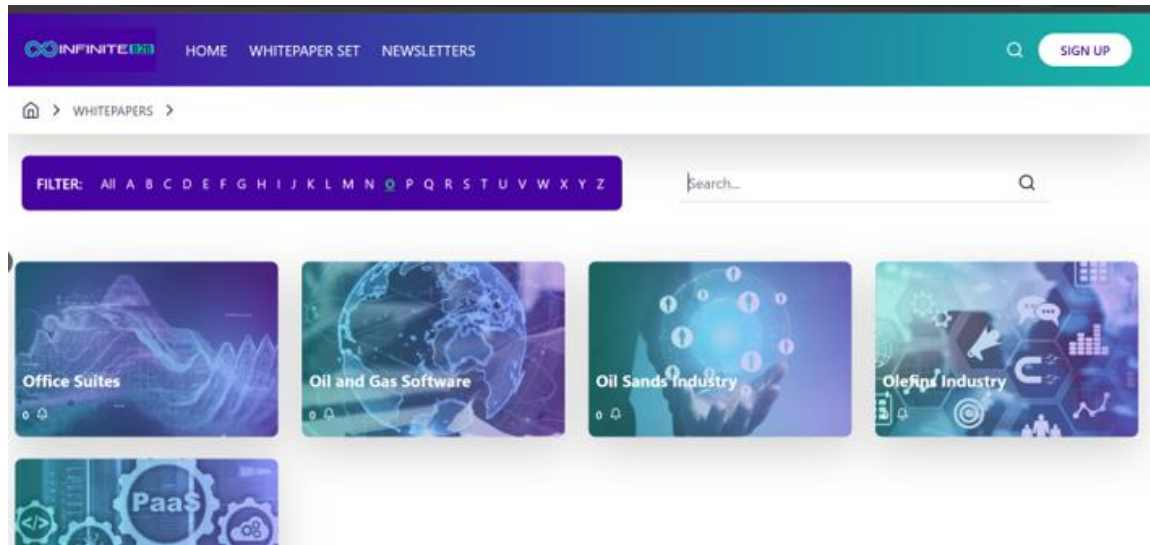 INFINITE B2B HOME WHITEPAPER SET NEWSLETTERS SIGN UP
> WHITEPAPERS >
FILTER: All A B C D E F G H I J K L M N O P Q R S T U V W X Y Z Search...
Office Suites Oil and Gas Software Oil Sands Industry Olefins Industry
0 0 0
PaaS
</>